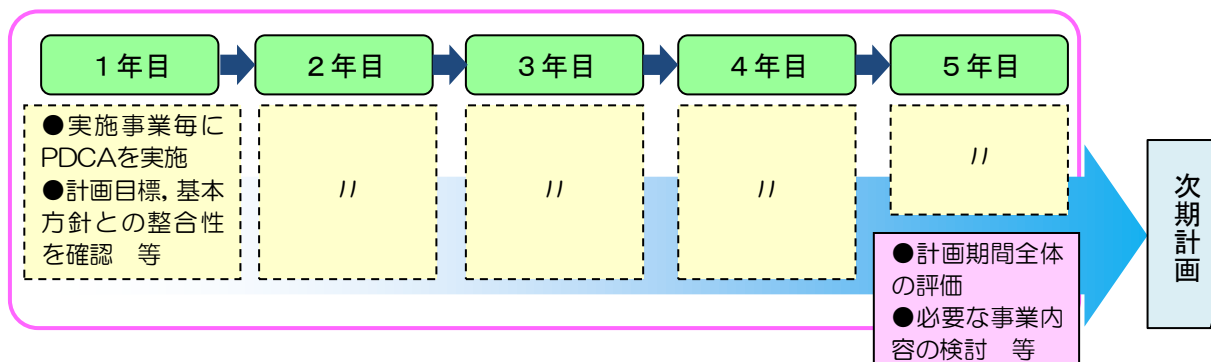 1年目
2年目
3年目
4年目
5年目
●実施事業毎に
PDCAを実施
●計画目標,基本
方針との整合性
を確認　等
〃
〃
〃
〃
●計画期間全体
の評価
●必要な事業内
容の検討　等
次期計画